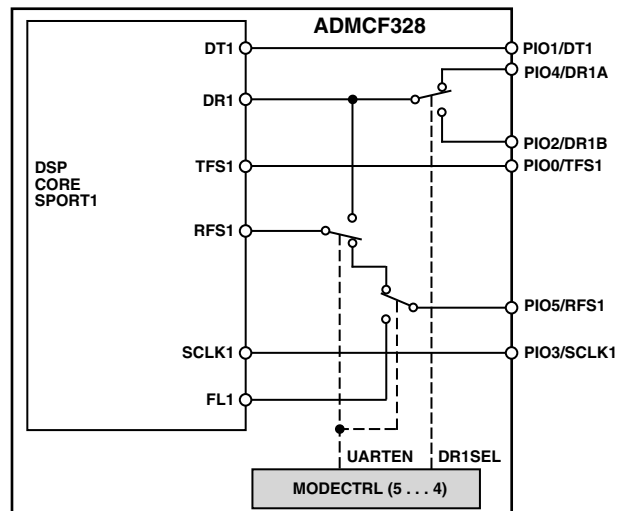 ADMCF328
DT1
PIO1/DT1
PIO4/DR1A
DR1
PIO2/DR1B
DSP
CORE
SPORT1
TFS1
PIO0/TFS1
RFS1
PIO5/RFS1
SCLK1
PIO3/SCLK1
FL1
UARTEN
DR1SEL
MODECTRL (5 . . . 4)